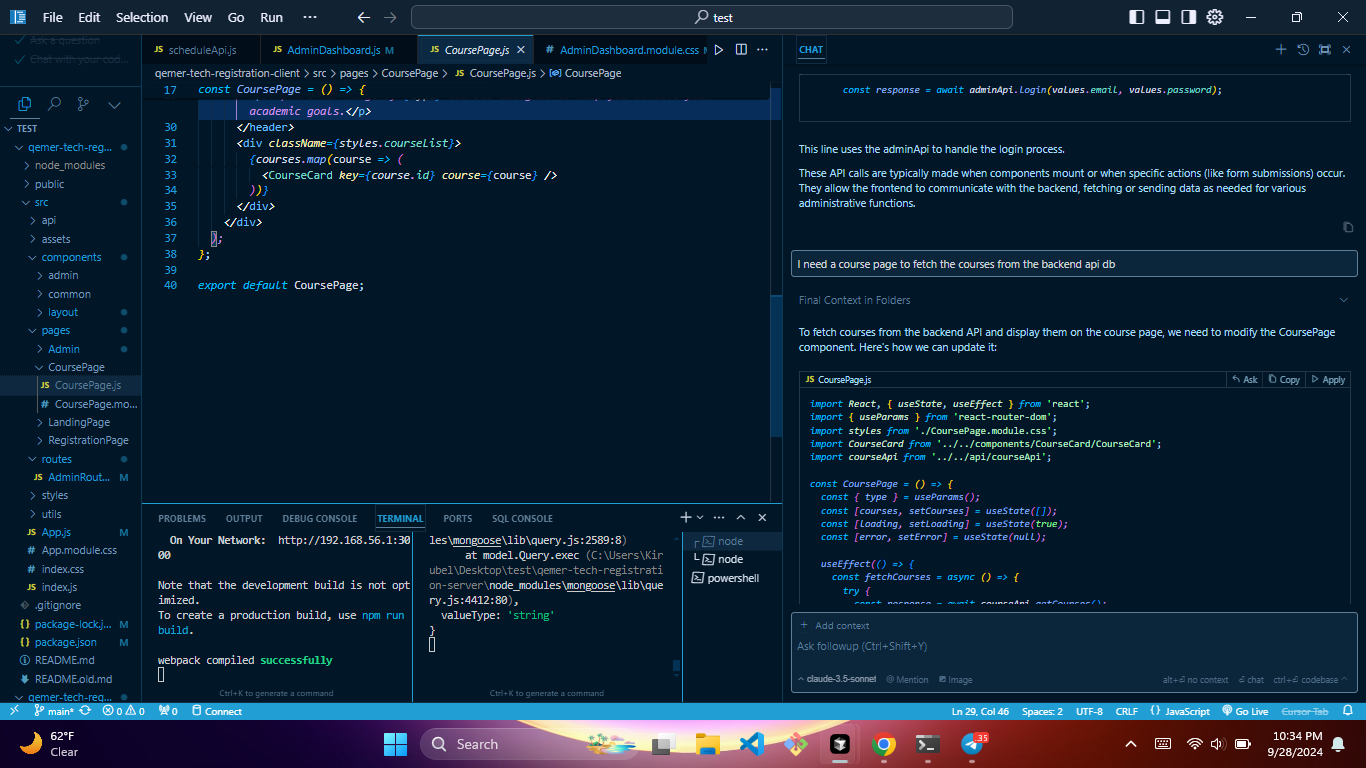 File Edit Selection View Go Run ··· test
Ask a question
Chat with your cod...
TEST
qemer-tech-reg...
node_modules
public
src
api
assets
components
admin
common
layout
pages
Admin
CoursePage
JS CoursePage.js
# CoursePage.mo...
LandingPage
RegistrationPage
routes
JS AdminRout... M
styles
utils
JS App.js M
# App.module.css
# index.css
JS index.js
.gitignore
{} package-lock.j... M
{} package.json M
README.md
README.old.md
qemer-tech-reg...
JS scheduleApi.js JS AdminDashboard.js M JS CoursePage.js # AdminDashboard.module.css
qemer-tech-registration-client > src > pages > CoursePage > JS CoursePage.js > CoursePage
17 const CoursePage = () => {
academic goals.</p>
30 </header>
31 <div className={styles.courseList}>
32 {courses.map(course => (
33 <CourseCard key={course.id} course={course} />
34 ))}
35 </div>
36 </div>
37 );
38 };
39
40 export default CoursePage;
PROBLEMS OUTPUT DEBUG CONSOLE TERMINAL PORTS SQL CONSOLE
On Your Network: http://192.168.56.1:30
00
Note that the development build is not opt
imized.
To create a production build, use npm run
build.
webpack compiled successfully
Ctrl+K to generate a command
les\mongoose\lib\query.js:2589:8)
at model.Query.exec (C:\Users\Kir
ubel\Desktop\test\qemer-tech-registrati
on-server\node_modules\mongoose\lib\que
ry.js:4412:80),
valueType: 'string'
}
Ctrl+K to generate a command
node
node
powershell
CHAT
const response = await adminApi.Login(values.email, values.password);
This line uses the adminApi to handle the login process.
These API calls are typically made when components mount or when specific actions (like form submissions) occur.
They allow the frontend to communicate with the backend, fetching or sending data as needed for various
administrative functions.
I need a course page to fetch the courses from the backend api db
Final Context in Folders
To fetch courses from the backend API and display them on the course page, we need to modify the CoursePage
component. Here's how we can update it:
JS CoursePage.js Ask Copy Apply
import React, { useState, useEffect } from 'react';
import { useParams } from 'react-router-dom';
import styles from './CoursePage.module.css';
import CourseCard from '../../components/CourseCard/CourseCard';
import courseApi from '../../api/courseApi';
const CoursePage = () => {
const { type } = useParams();
const [courses, setCourses] = useState([]);
const [loading, setLoading] = useState(true);
const [error, setError] = useState(null);
useEffect(() => {
const fetchCourses = async () => {
try {
const response = await courseApi.getCourses();
+ Add context
Ask followup (Ctrl+Shift+Y)
claude-3.5-sonnet Mention Image alt+⏎ no context ⏎ chat ctrl+⏎ codebase
main* 0 0 0 Connect Ln 29, Col 46 Spaces: 2 UTF-8 CRLF {} JavaScript Go Live Cursor Tab
62°F
Clear
Search
35
10:34 PM
9/28/2024